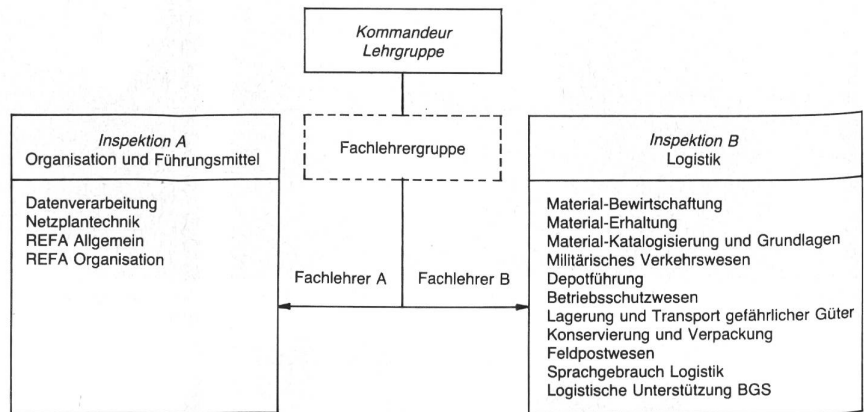 Kommandeur
Lehrgruppe
Inspektion A
Organisation und Führungsmittel
Datenverarbeitung
Netzplantechnik
REFA Allgemein
REFA Organisation
Fachlehrergruppe
Fachlehrer A
Fachlehrer B
Inspektion B
Logistik
Material-Bewirtschaftung
Material-Erhaltung
Material-Katalogisierung und Grundlagen
Militärisches Verkehrswesen
Depotführung
Betriebsschutzwesen
Lagerung und Transport gefährlicher Güter
Konservierung und Verpackung
Feldpostwesen
Sprachgebrauch Logistik
Logistische Unterstützung BGS